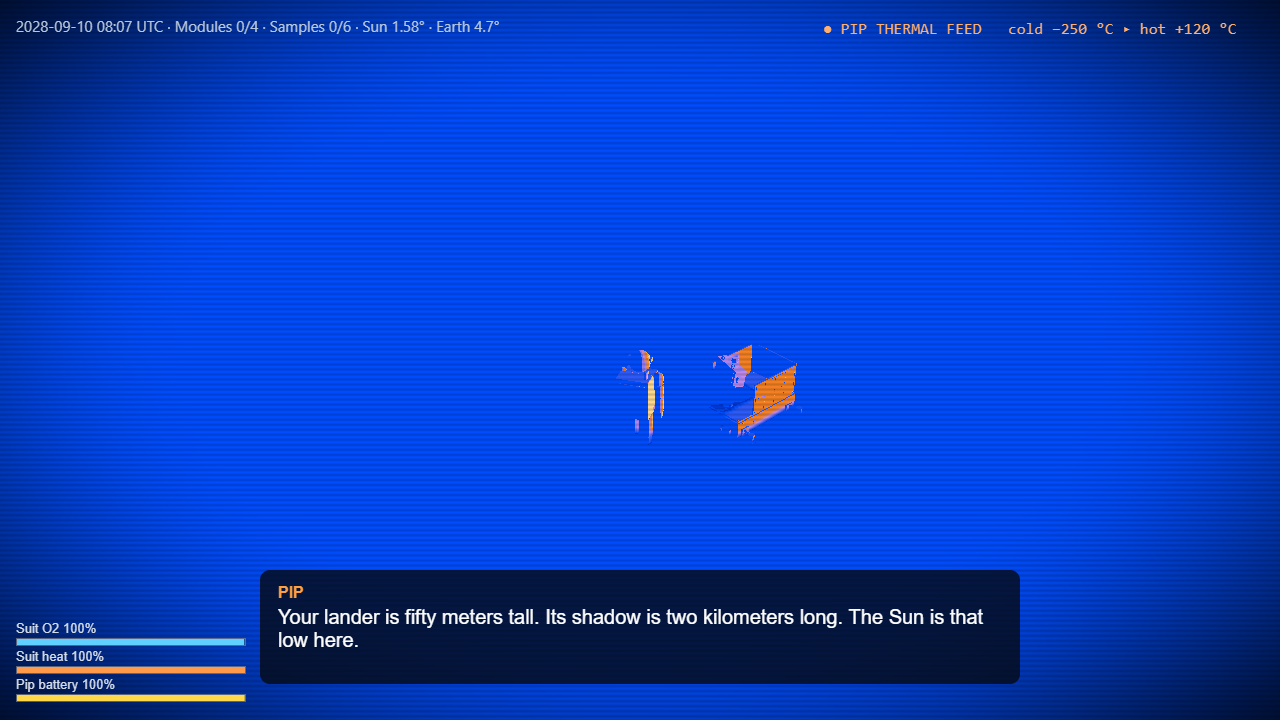 2028-09-10 08:07 UTC · Modules 0/4 · Samples 0/6 · Sun 1.58° · Earth 4.7°
● PIP THERMAL FEED cold −250 °C ▸ hot +120 °C
PIP
Your lander is fifty meters tall. Its shadow is two kilometers long. The Sun is that
low here.
Suit O2 100%
Suit heat 100%
Pip battery 100%